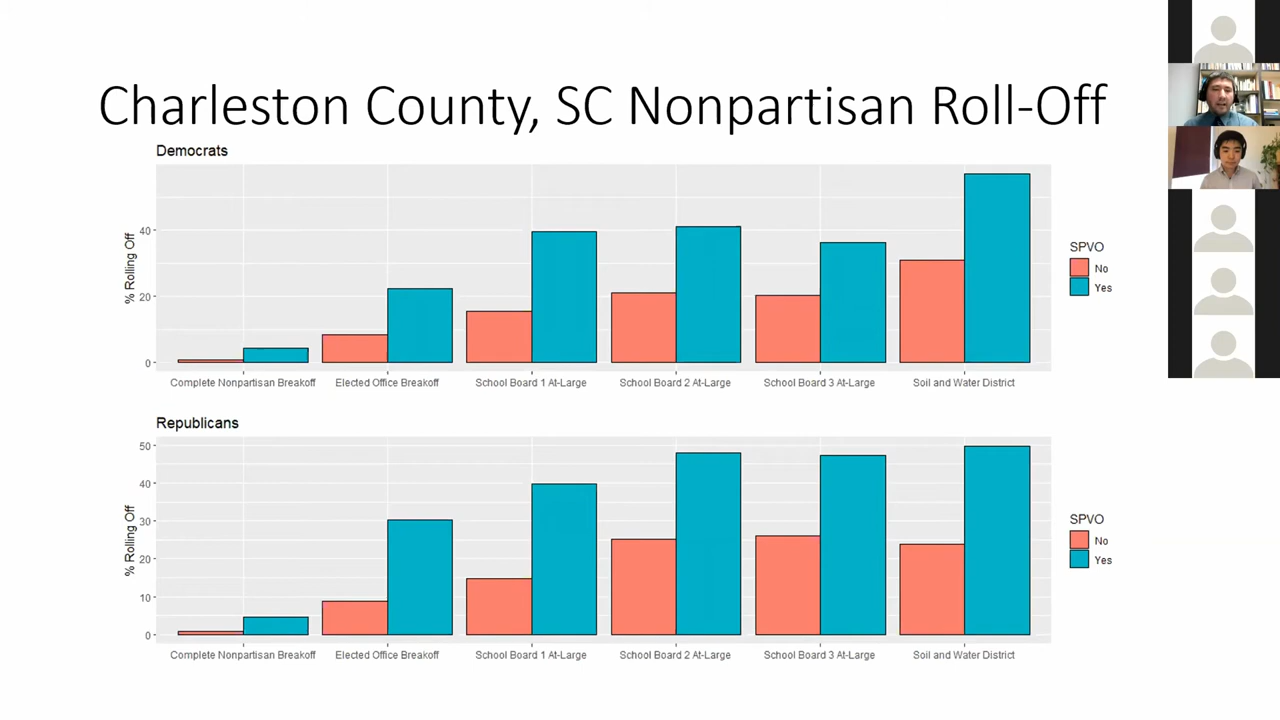 Charleston County, SC Nonpartisan Roll-Off
Democrats
% Rolling Off
40
20
0
Complete Nonpartisan Breakoff
Elected Office Breakoff
School Board 1 At-Large
School Board 2 At-Large
School Board 3 At-Large
Soil and Water District
SPVO
No
Yes
Republicans
% Rolling Off
50
40
30
20
10
0
Complete Nonpartisan Breakoff
Elected Office Breakoff
School Board 1 At-Large
School Board 2 At-Large
School Board 3 At-Large
Soil and Water District
SPVO
No
Yes